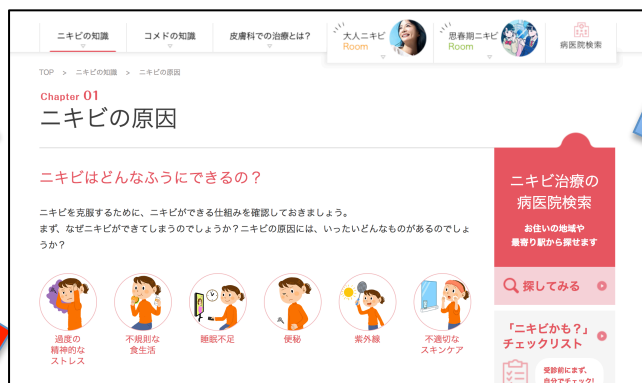 ニキビの知識
コメドの知識
皮膚科での治療とは?
大人ニキビ
Room
思春期ニキビ
Room
病医院検索
TOP > ニキビの知識 > ニキビの原因
Chapter 01
ニキビの原因
ニキビはどんなふうにできるの?
ニキビを克服するために、ニキビができる仕組みを確認しておきましょう。
まず、なぜニキビができてしまうのでしょうか?ニキビの原因には、いったいどんなものがあるのでしょ
うか?
過度の
精神的な
ストレス
不規則な
食生活
睡眠不足
便秘
紫外線
不適切な
スキンケア
ニキビ治療の
病医院検索
お住いの地域や
最寄り駅から探せます
探してみる
「ニキビかも?」
チェックリスト
受診前にまず、
自分でチェック!